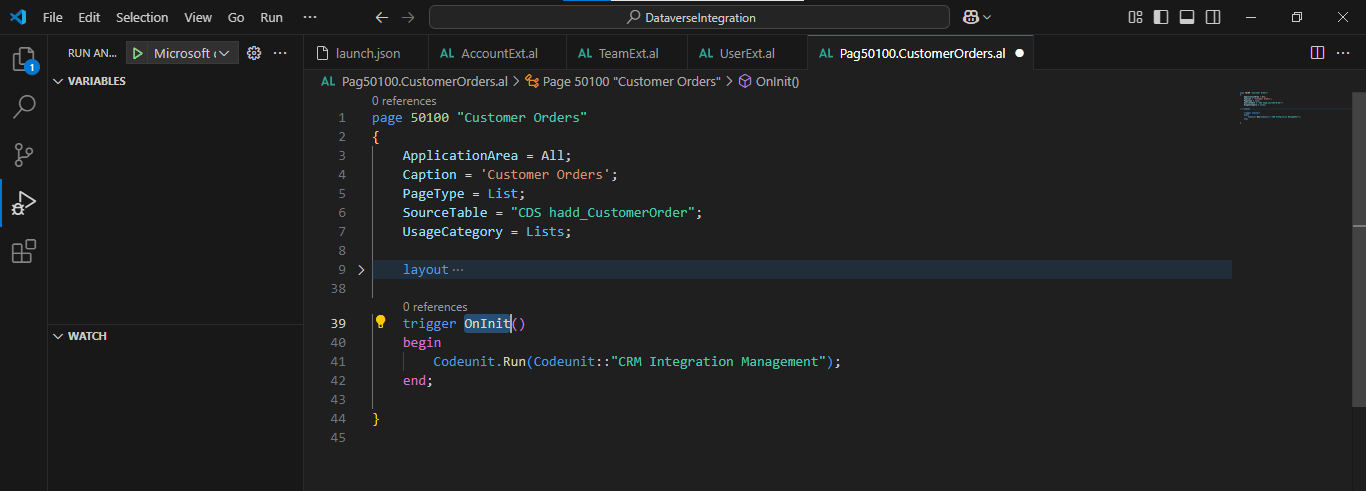 File Edit Selection View Go Run ··· DataverseIntegration
RUN AN... Microsoft ···
launch.json AL AccountExt.al AL TeamExt.al AL UserExt.al AL Pag50100.CustomerOrders.al ● ···
1
VARIABLES
WATCH
AL Pag50100.CustomerOrders.al > Page 50100 "Customer Orders" > OnInit()
0 references
1 page 50100 "Customer Orders"
2 {
3 ApplicationArea = All;
4 Caption = 'Customer Orders';
5 PageType = List;
6 SourceTable = "CDS hadd_CustomerOrder";
7 UsageCategory = Lists;
8
9 > layout ···
38
0 references
39 trigger OnInit()
40 begin
41 Codeunit.Run(Codeunit::"CRM Integration Management");
42 end;
43
44 }
45